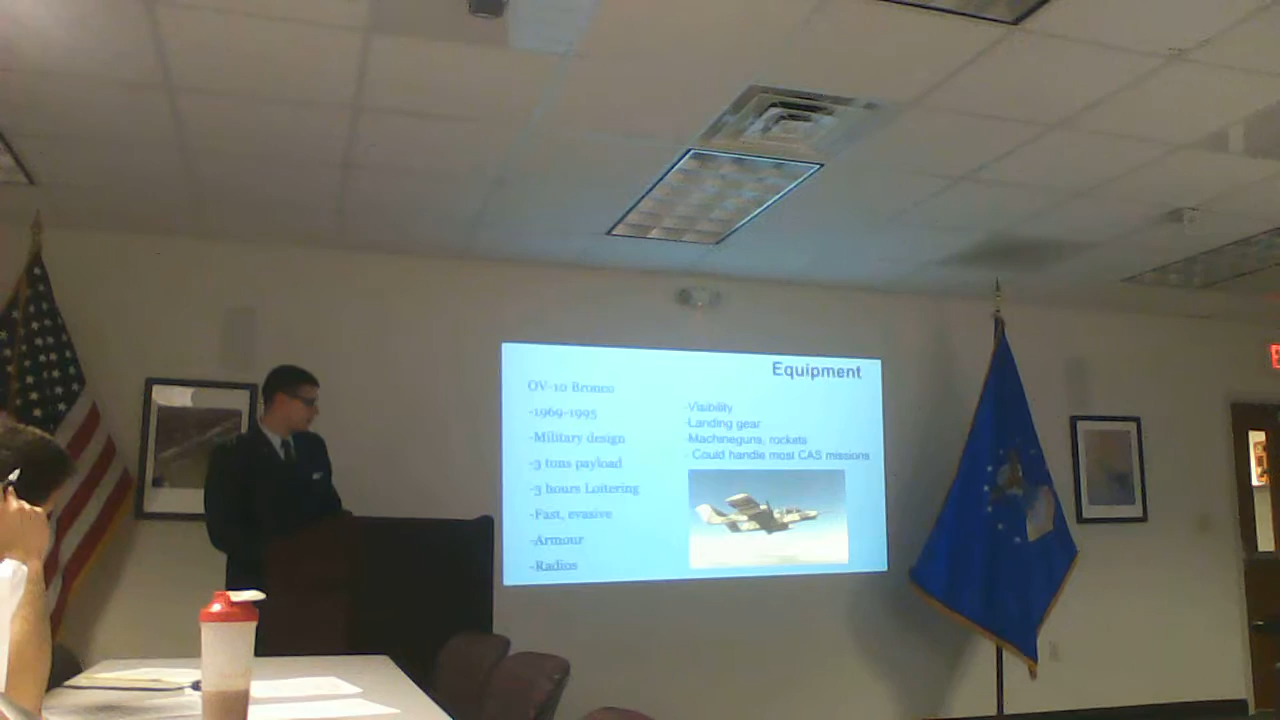 Equipment
OV-10 Bronco
-1969-1995
-Military design
-3 tons payload
-3 hours Loitering
-Fast, evasive
-Armour
-Radios
-Visibility
-Landing gear
-Machineguns, rockets
- Could handle most CAS missions
E